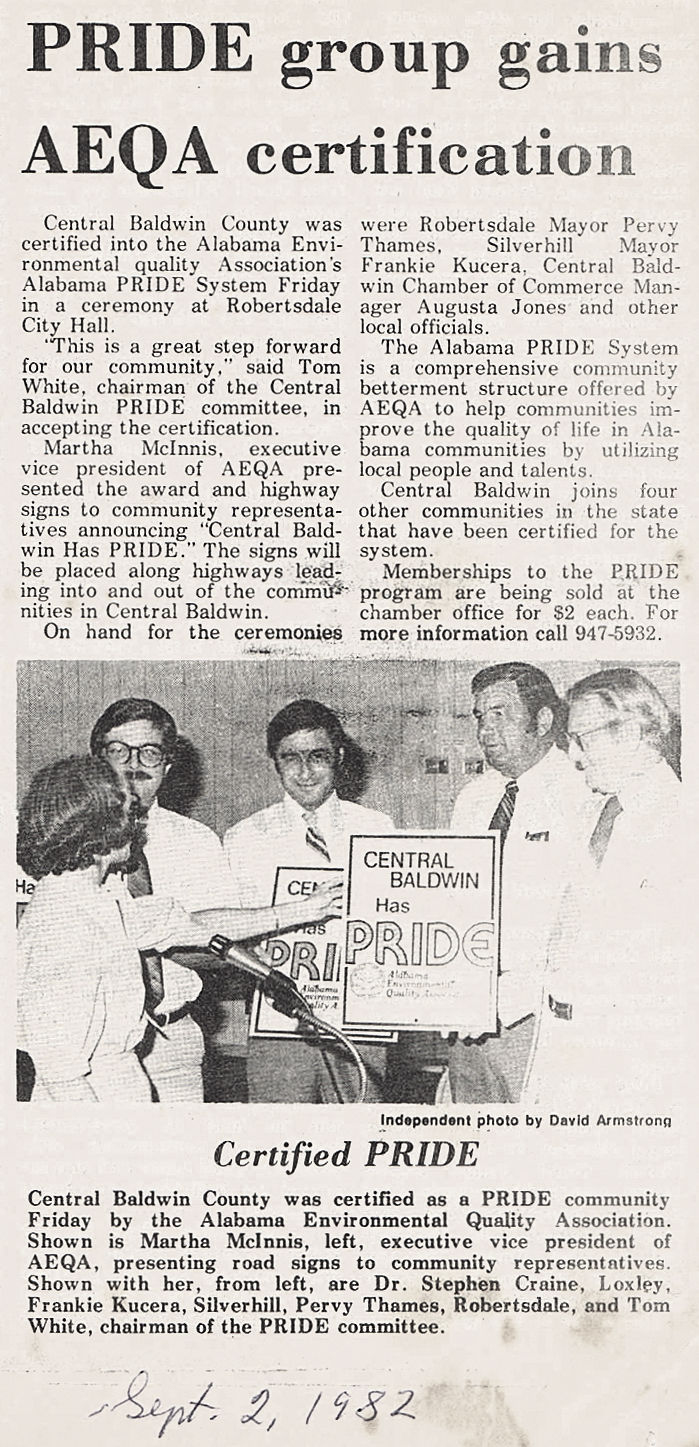 PRIDE group gains
AEQA certification
Central Baldwin County was
certified into the Alabama Envi-
ronmental quality Association's
Alabama PRIDE System Friday
in a ceremony at Robertsdale
City Hall.
"This is a great step forward
for our community," said Tom
White, chairman of the Central
Baldwin PRIDE committee, in
accepting the certification.
Martha McInnis, executive
vice president of AEQA pre-
sented the award and highway
signs to community representa-
tives announcing "Central Bald-
win Has PRIDE." The signs will
be placed along highways lead-
ing into and out of the commu-
nities in Central Baldwin.
On hand for the ceremonies
were Robertsdale Mayor Pervy
Thames, Silverhill Mayor
Frankie Kucera, Central Bald-
win Chamber of Commerce Man-
ager Augusta Jones and other
local officials.
The Alabama PRIDE System
is a comprehensive community
betterment structure offered by
AEQA to help communities im-
prove the quality of life in Ala-
bama communities by utilizing
local people and talents.
Central Baldwin joins four
other communities in the state
that have been certified for the
system.
Memberships to the PRIDE
program are being sold at the
chamber office for $2 each. For
more information call 947-5932.
Ha
CEN
Has
PRI
Alabama
Environm
Quality A
CENTRAL
BALDWIN
Has
PRIDE
Alabama
Environmental
Quality
Independent photo by David Armstrong
Certified PRIDE
Central Baldwin County was certified as a PRIDE community
Friday by the Alabama Environmental Quality Association.
Shown is Martha McInnis, left, executive vice president of
AEQA, presenting road signs to community representatives.
Shown with her, from left, are Dr. Stephen Craine, Loxley,
Frankie Kucera, Silverhill, Pervy Thames, Robertsdale, and Tom
White, chairman of the PRIDE committee.
Sept. 2, 1982